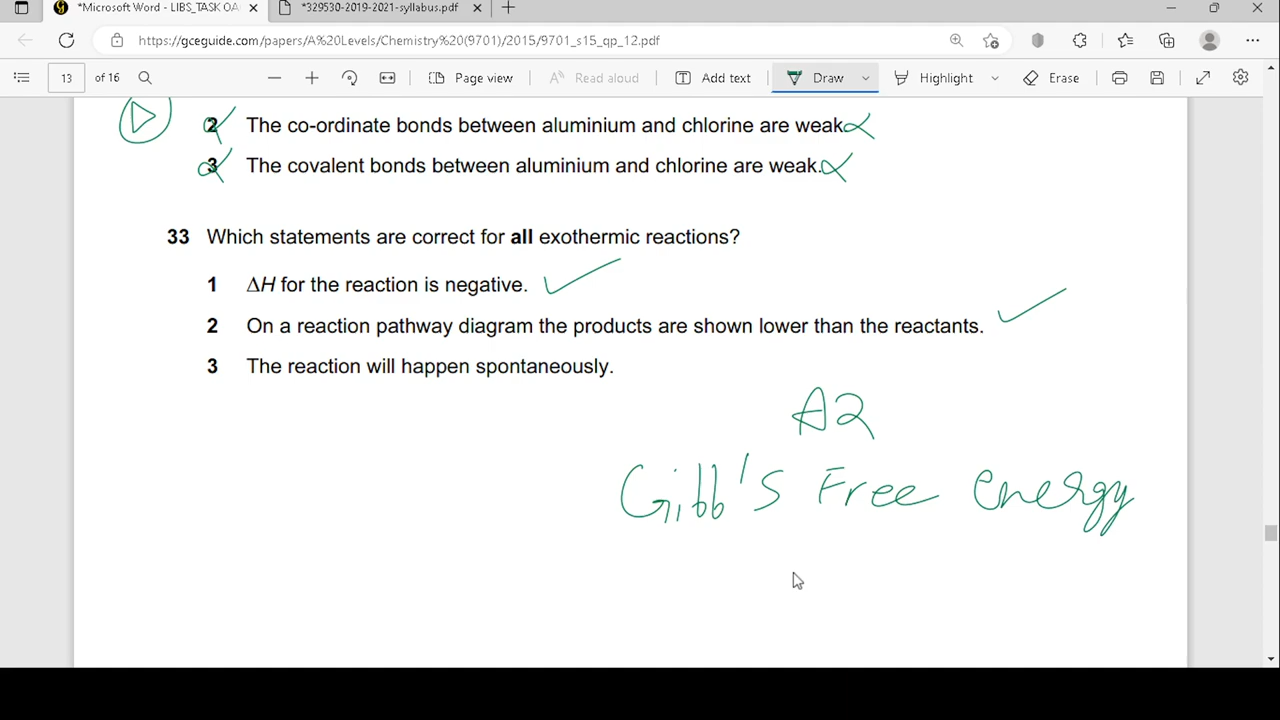 *Microsoft Word - LIBS_TASK OA
*329530-2019-2021-syllabus.pdf
https://gceguide.com/papers/A%20Levels/Chemistry%20(9701)/2015/9701_s15_qp_12.pdf
13 of 16
Page view
Read aloud
Add text
Draw
Highlight
Erase
2 The co-ordinate bonds between aluminium and chlorine are weak
3 The covalent bonds between aluminium and chlorine are weak.
33 Which statements are correct for all exothermic reactions?
1 ΔH for the reaction is negative.
2 On a reaction pathway diagram the products are shown lower than the reactants.
3 The reaction will happen spontaneously.
A2
Gibb's Free energy